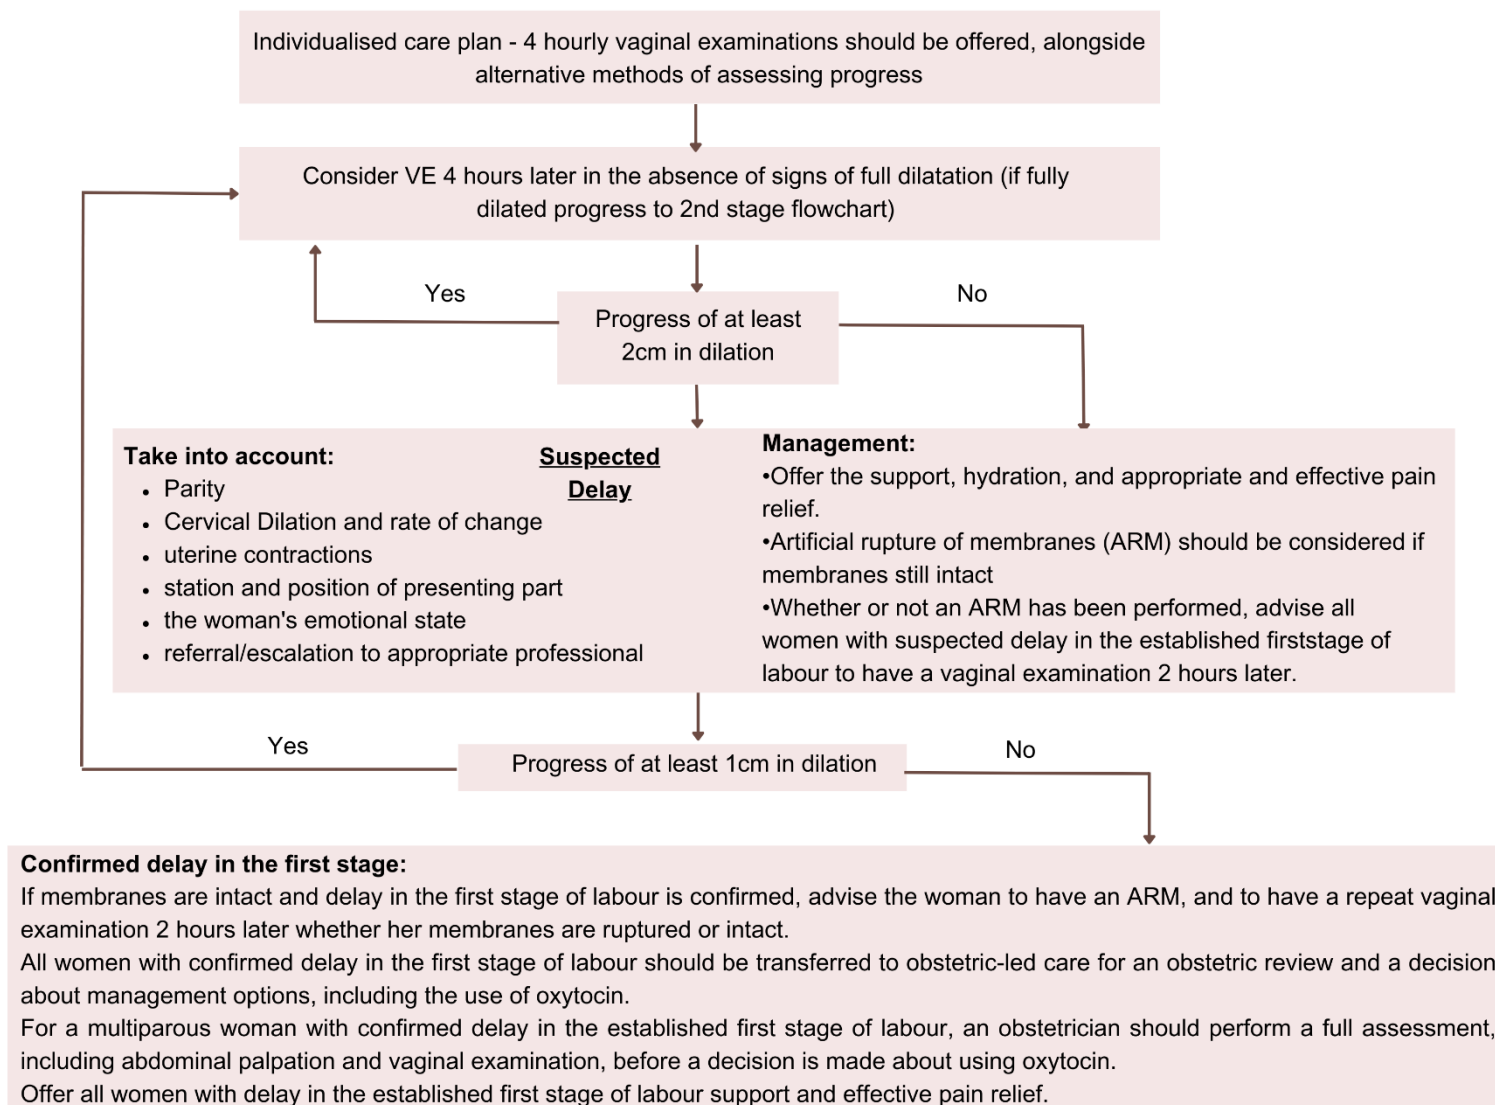 Individualised care plan - 4 hourly vaginal examinations should be offered, alongside
alternative methods of assessing progress
Consider VE 4 hours later in the absence of signs of full dilatation (if fully
dilated progress to 2nd stage flowchart)
Yes
No
Progress of at least
2cm in dilation
Take into account:
• Parity
• Cervical Dilation and rate of change
• uterine contractions
• station and position of presenting part
• the woman's emotional state
• referral/escalation to appropriate professional
Suspected
Delay
Management:
•Offer the support, hydration, and appropriate and effective pain
relief.
•Artificial rupture of membranes (ARM) should be considered if
membranes still intact
•Whether or not an ARM has been performed, advise all
women with suspected delay in the established firststage of
labour to have a vaginal examination 2 hours later.
Yes
Progress of at least 1cm in dilation
No
Confirmed delay in the first stage:
If membranes are intact and delay in the first stage of labour is confirmed, advise the woman to have an ARM, and to have a repeat vaginal
examination 2 hours later whether her membranes are ruptured or intact.
All women with confirmed delay in the first stage of labour should be transferred to obstetric-led care for an obstetric review and a decision
about management options, including the use of oxytocin.
For a multiparous woman with confirmed delay in the established first stage of labour, an obstetrician should perform a full assessment,
including abdominal palpation and vaginal examination, before a decision is made about using oxytocin.
Offer all women with delay in the established first stage of labour support and effective pain relief.